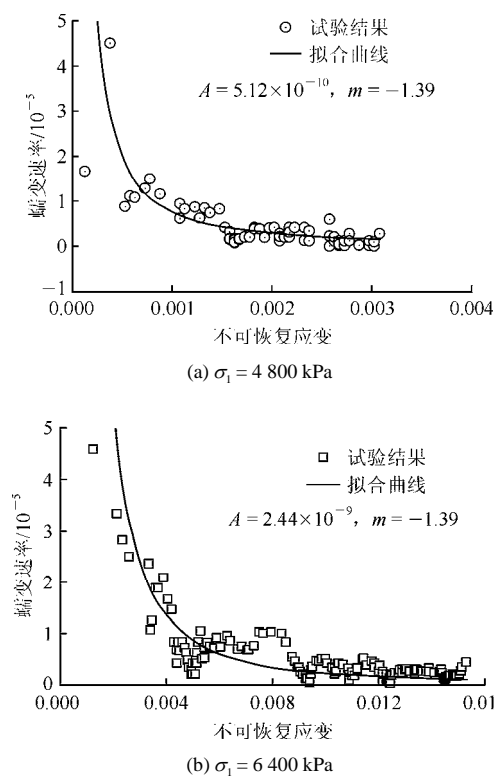 5
4
3
2
1
0
−1
蠕变速率/10⁻⁵
试验结果
拟合曲线
A = 5.12×10⁻¹⁰，m = −1.39
0.000 0.001 0.002 0.003 0.004
不可恢复应变
(a) σ₁ = 4 800 kPa
5
4
3
2
1
0
蠕变速率/10⁻⁵
试验结果
拟合曲线
A = 2.44×10⁻⁹，m = −1.39
0.000 0.004 0.008 0.012 0.01
不可恢复应变
(b) σ₁ = 6 400 kPa